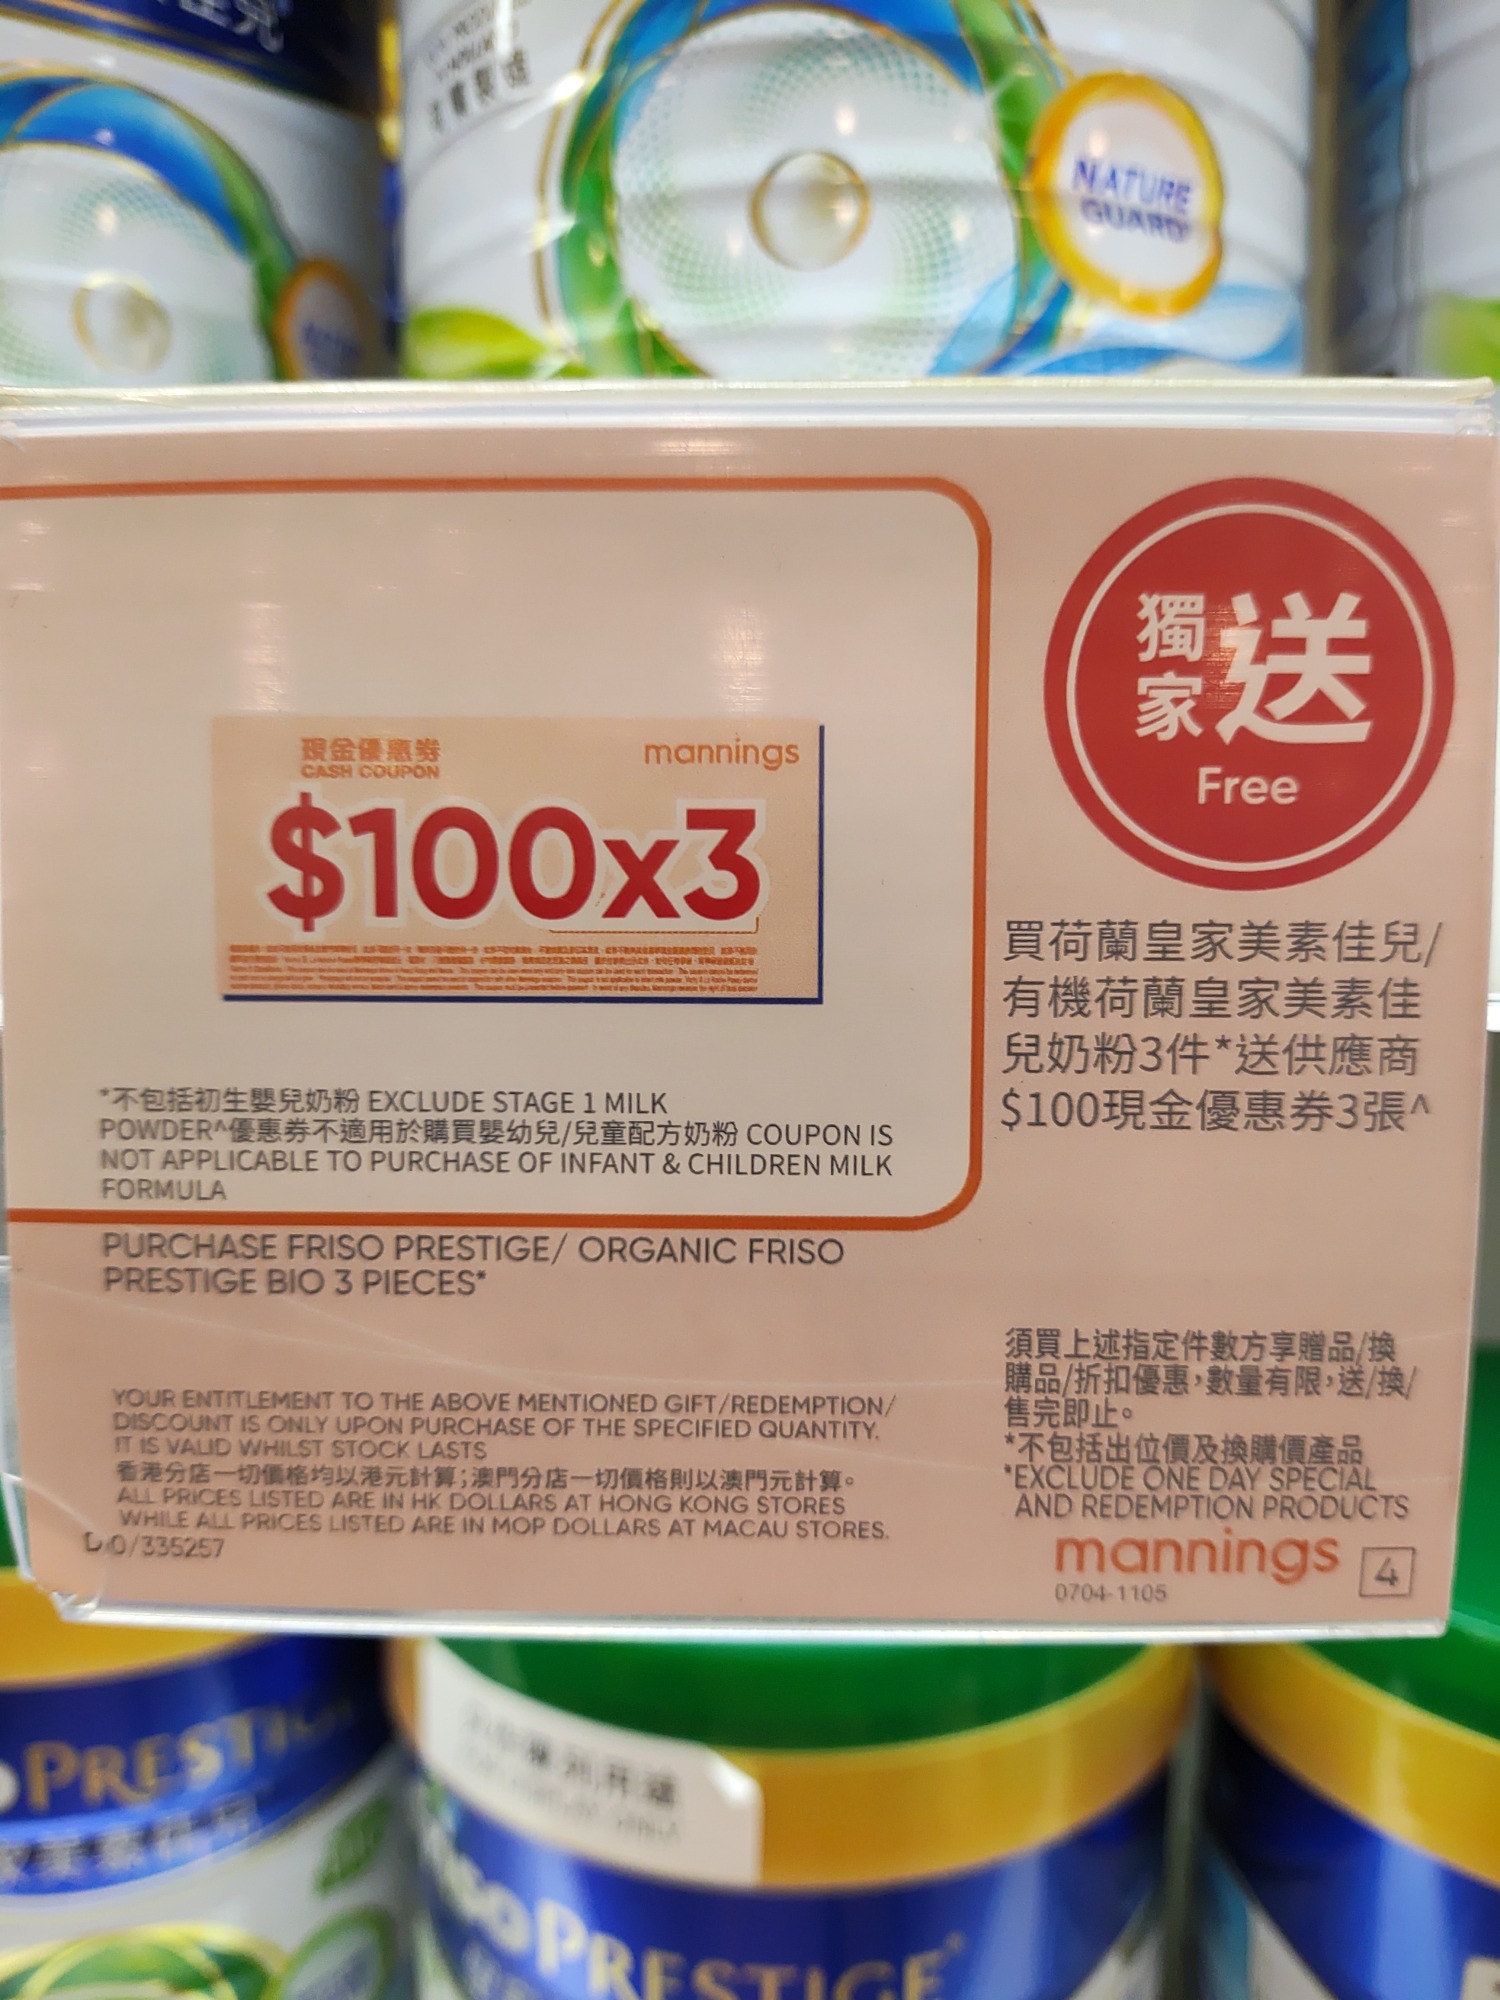 NATURE
GUARD
獨家送
Free
現金優惠券
CASH COUPON
mannings
$100x3
買荷蘭皇家美素佳兒/
有機荷蘭皇家美素佳
兒奶粉3件*送供應商
$100現金優惠券3張^
*不包括初生嬰兒奶粉 EXCLUDE STAGE 1 MILK
POWDER^優惠券不適用於購買嬰幼兒/兒童配方奶粉 COUPON IS
NOT APPLICABLE TO PURCHASE OF INFANT & CHILDREN MILK
FORMULA
PURCHASE FRISO PRESTIGE/ ORGANIC FRISO
PRESTIGE BIO 3 PIECES*
YOUR ENTITLEMENT TO THE ABOVE MENTIONED GIFT/REDEMPTION/
DISCOUNT IS ONLY UPON PURCHASE OF THE SPECIFIED QUANTITY.
IT IS VALID WHILST STOCK LASTS
香港分店一切價格均以港元計算;澳門分店一切價格則以澳門元計算。
ALL PRICES LISTED ARE IN HK DOLLARS AT HONG KONG STORES
WHILE ALL PRICES LISTED ARE IN MOP DOLLARS AT MACAU STORES.
/335257
須買上述指定件數方享贈品/換
購品/折扣優惠,數量有限,送/換/
售完即止。
*不包括出位價及換購價產品
*EXCLUDE ONE DAY SPECIAL
AND REDEMPTION PRODUCTS
mannings 4
0704-1105
PRESTIGE
PRESTIGE